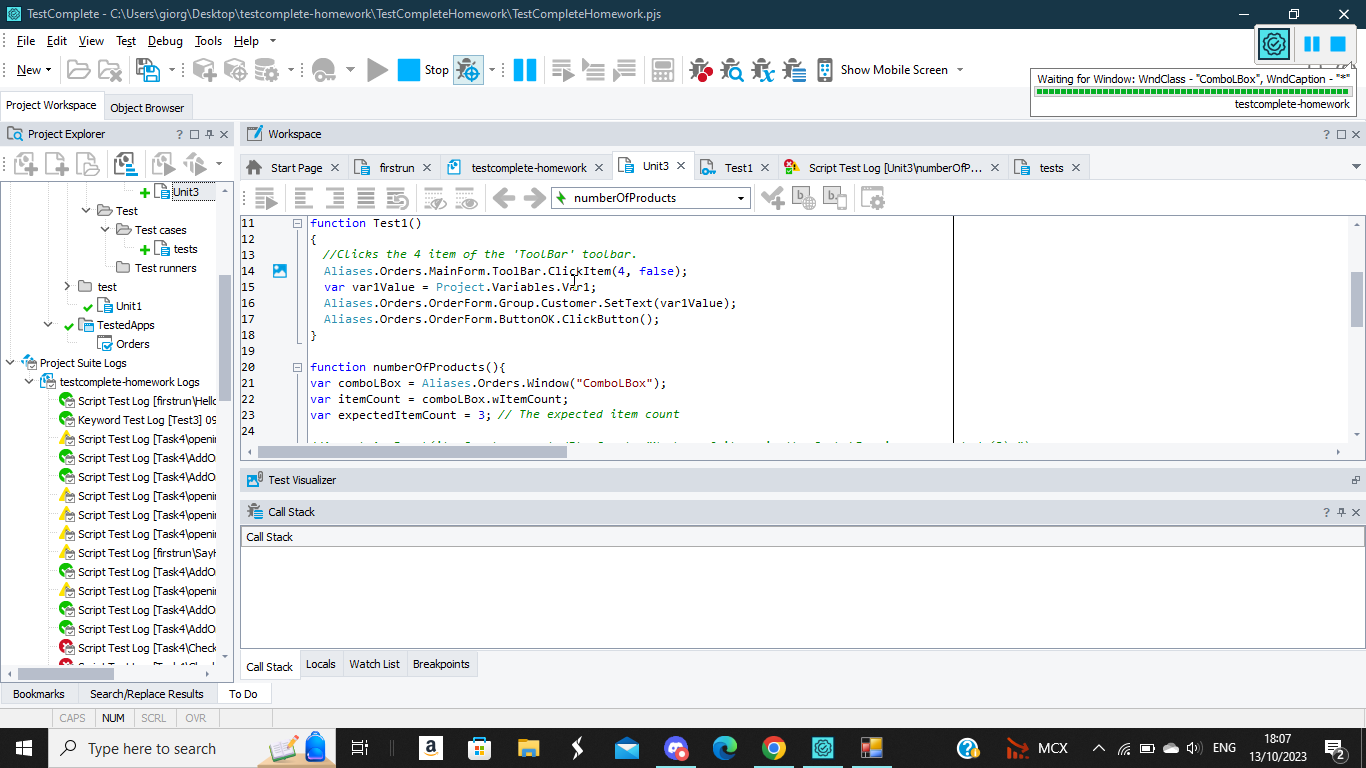 TestComplete - C:\Users\giorg\Desktop\testcomplete-homework\TestCompleteHomework\TestCompleteHomework.pjs
File Edit View Test Debug Tools Help
New Stop Show Mobile Screen
Waiting for Window: WndClass - "ComboLBox", WndCaption - "*"
testcomplete-homework
Project Workspace Object Browser
Project Explorer
Workspace
Start Page firstrun testcomplete-homework Unit3 Test1 Script Test Log [Unit3\numberOfP... tests
numberOfProducts
Unit3
Test
Test cases
tests
Test runners
test
Unit1
TestedApps
Orders
Project Suite Logs
testcomplete-homework Logs
Script Test Log [firstrun\Hello
Keyword Test Log [Test3] 09
Script Test Log [Task4\openi
Script Test Log [Task4\AddO
Script Test Log [Task4\AddO
Script Test Log [Task4\openi
Script Test Log [Task4\openi
Script Test Log [Task4\openi
Script Test Log [firstrun\SayH
Script Test Log [Task4\AddO
Script Test Log [Task4\openi
Script Test Log [Task4\AddO
Script Test Log [Task4\AddO
Script Test Log [Task4\Check
11 function Test1()
12 {
13 //Clicks the 4 item of the 'ToolBar' toolbar.
14 Aliases.Orders.MainForm.ToolBar.ClickItem(4, false);
15 var var1Value = Project.Variables.Var1;
16 Aliases.Orders.OrderForm.Group.Customer.SetText(var1Value);
17 Aliases.Orders.OrderForm.ButtonOK.ClickButton();
18 }
19
20 function numberOfProducts(){
21 var comboLBox = Aliases.Orders.Window("ComboLBox");
22 var itemCount = comboLBox.wItemCount;
23 var expectedItemCount = 3; // The expected item count
24
Test Visualizer
Call Stack
Call Stack
Call Stack Locals Watch List Breakpoints
Bookmarks Search/Replace Results To Do
CAPS NUM SCRL OVR
Type here to search
MCX
ENG
18:07
13/10/2023
2